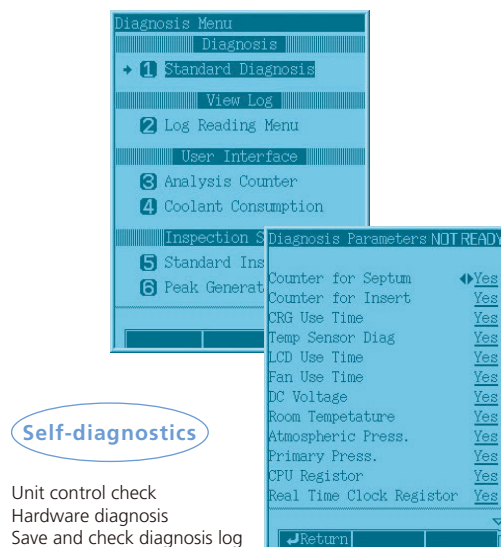 Diagnosis Menu
Diagnosis
1 Standard Diagnosis
View Log
2 Log Reading Menu
User Interface
3 Analysis Counter
4 Coolant Consumption
Inspection S
5 Standard Ins
6 Peak Generat
Diagnosis Parameters NOT READY
Counter for Septum Yes
Counter for Insert Yes
CRG Use Time Yes
Temp Sensor Diag Yes
LCD Use Time Yes
Fan Use Time Yes
DC Voltage Yes
Room Tempetature Yes
Atmospheric Press. Yes
Primary Press. Yes
CPU Registor Yes
Real Time Clock Registor Yes
Return
Self-diagnostics
Unit control check
Hardware diagnosis
Save and check diagnosis log